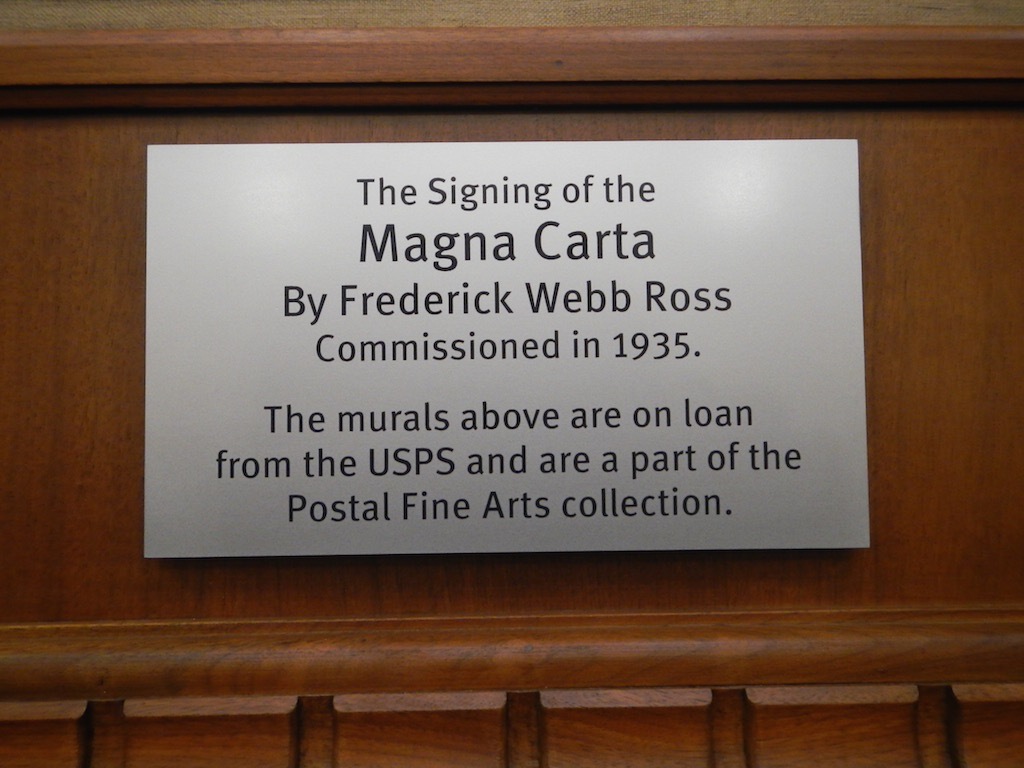 The Signing of the
Magna Carta
By Frederick Webb Ross
Commissioned in 1935.
The murals above are on loan
from the USPS and are a part of the
Postal Fine Arts collection.